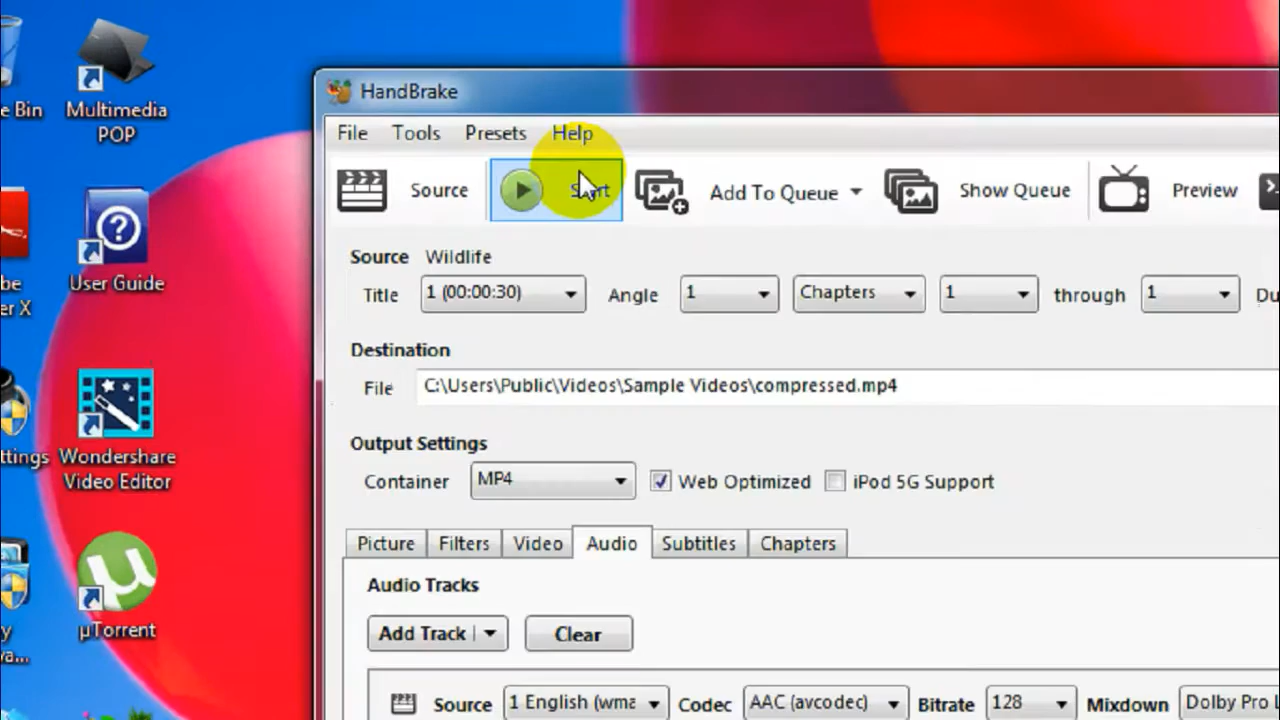 e Bin
Multimedia
POP
HandBrake
File Tools Presets Help
Source Start Add To Queue Show Queue Preview
User Guide
be
er X
Source Wildlife
Title 1 (00:00:30) Angle 1 Chapters 1 through 1 Du
Destination
File C:\Users\Public\Videos\Sample Videos\compressed.mp4
Output Settings
Container MP4 Web Optimized iPod 5G Support
ttings
Wondershare
Video Editor
Picture Filters Video Audio Subtitles Chapters
Audio Tracks
Add Track Clear
µTorrent
y
va...
Source 1 English (wma Codec AAC (avcodec) Bitrate 128 Mixdown Dolby Pro L